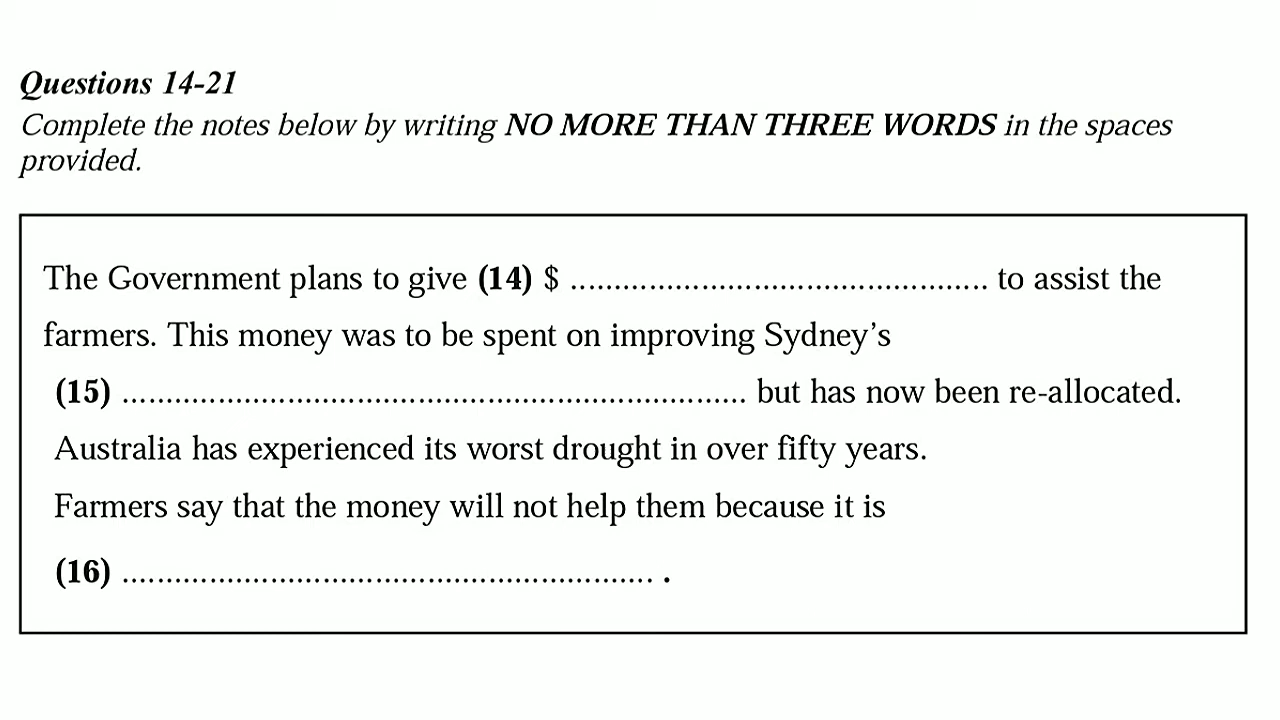 Questions 14-21
Complete the notes below by writing NO MORE THAN THREE WORDS in the spaces
provided.
The Government plans to give (14) $ ................................................ to assist the
farmers. This money was to be spent on improving Sydney’s
(15) ........................................................................ but has now been re-allocated.
Australia has experienced its worst drought in over fifty years.
Farmers say that the money will not help them because it is
(16) ............................................................. .